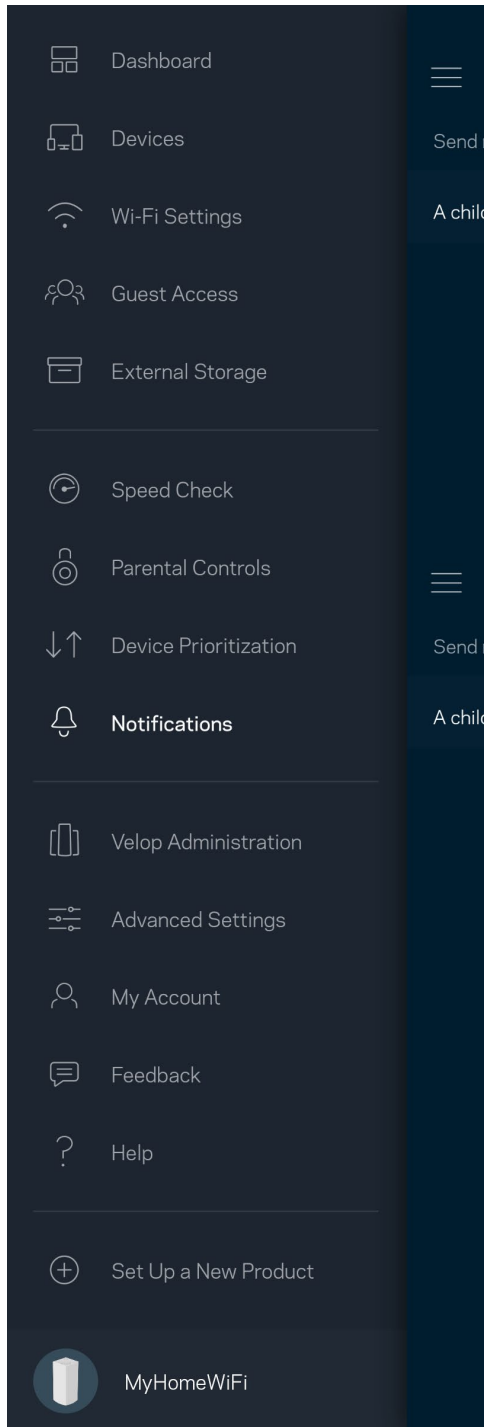 Dashboard
Devices
Wi-Fi Settings
Guest Access
External Storage
Speed Check
Parental Controls
Device Prioritization
Notifications
Velop Administration
Advanced Settings
My Account
Feedback
Help
Set Up a New Product
MyHomeWiFi
Send
A
Send
A